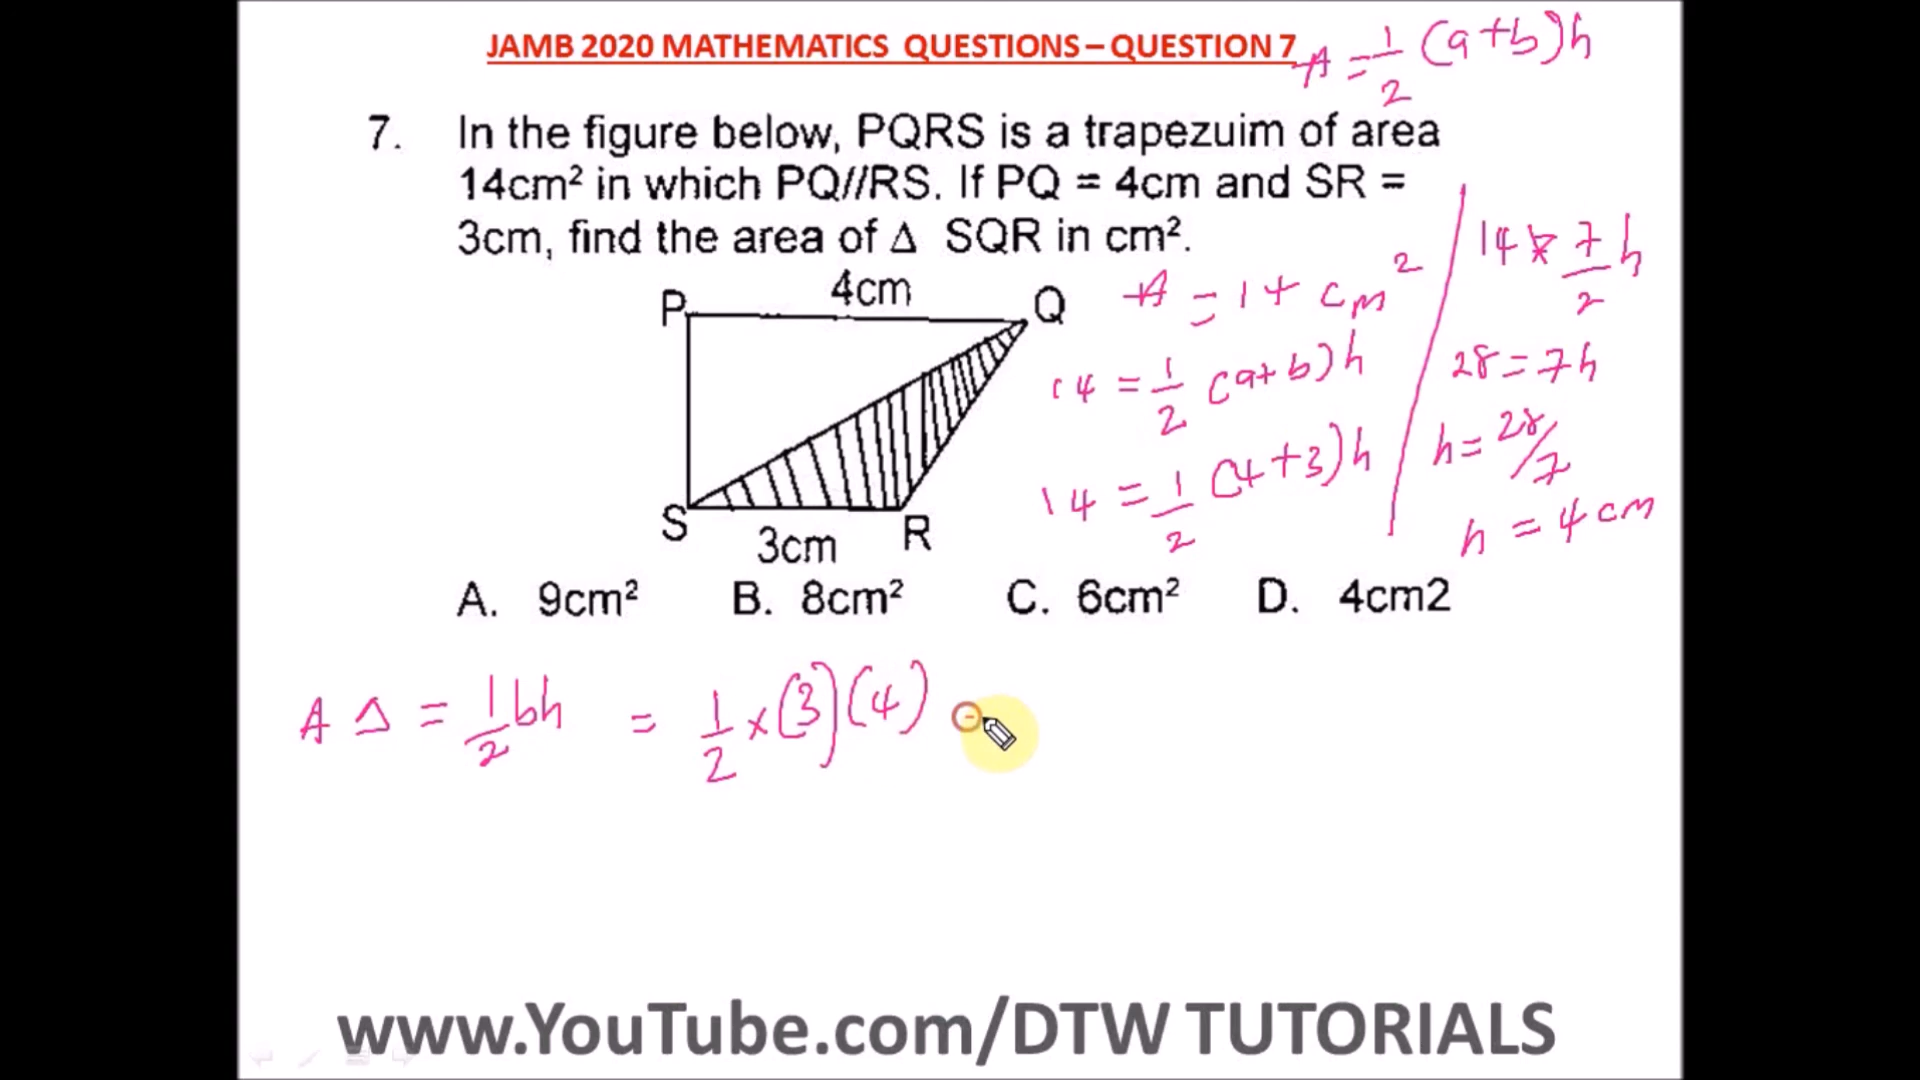 JAMB 2020 MATHEMATICS QUESTIONS – QUESTION 7
A = 1/2 (a+b)h
7. In the figure below, PQRS is a trapezuim of area
14cm² in which PQ//RS. If PQ = 4cm and SR =
3cm, find the area of Δ SQR in cm².
4cm
P
Q
S
3cm
R
A = 14 cm²
14 = 1/2 (a+b)h
14 = 1/2 (4+3)h
14 = 7/2 h
28 = 7h
h = 28/7
h = 4cm
A. 9cm² B. 8cm² C. 6cm² D. 4cm2
A Δ = 1/2 bh = 1/2 × (3)(4)
www.YouTube.com/DTW TUTORIALS